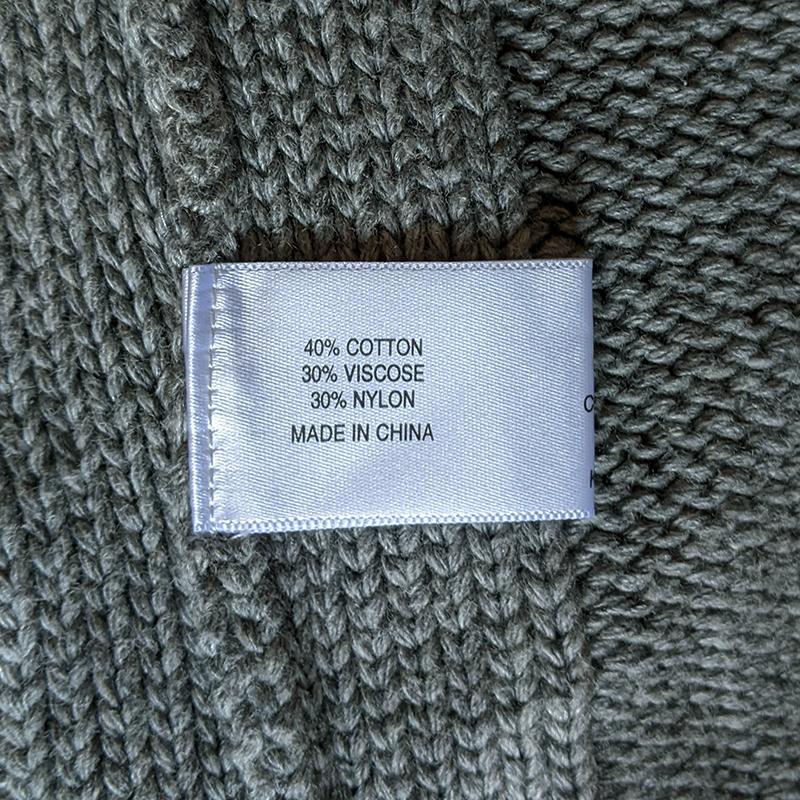 40% COTTON
30% VISCOSE
30% NYLON
MADE IN CHINA